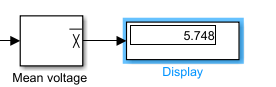 x̄
5.748
Mean voltage
Display